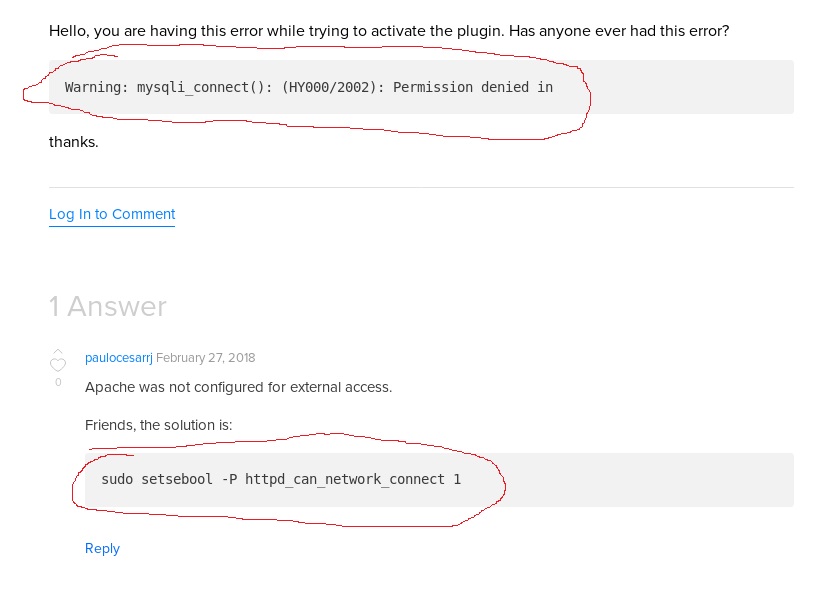 Hello, you are having this error while trying to activate the plugin. Has anyone ever had this error?
Warning: mysqli_connect(): (HY000/2002): Permission denied in
thanks.
Log In to Comment
1 Answer
paulocesarrj February 27, 2018
0
Apache was not configured for external access.
Friends, the solution is:
sudo setsebool -P httpd_can_network_connect 1
Reply